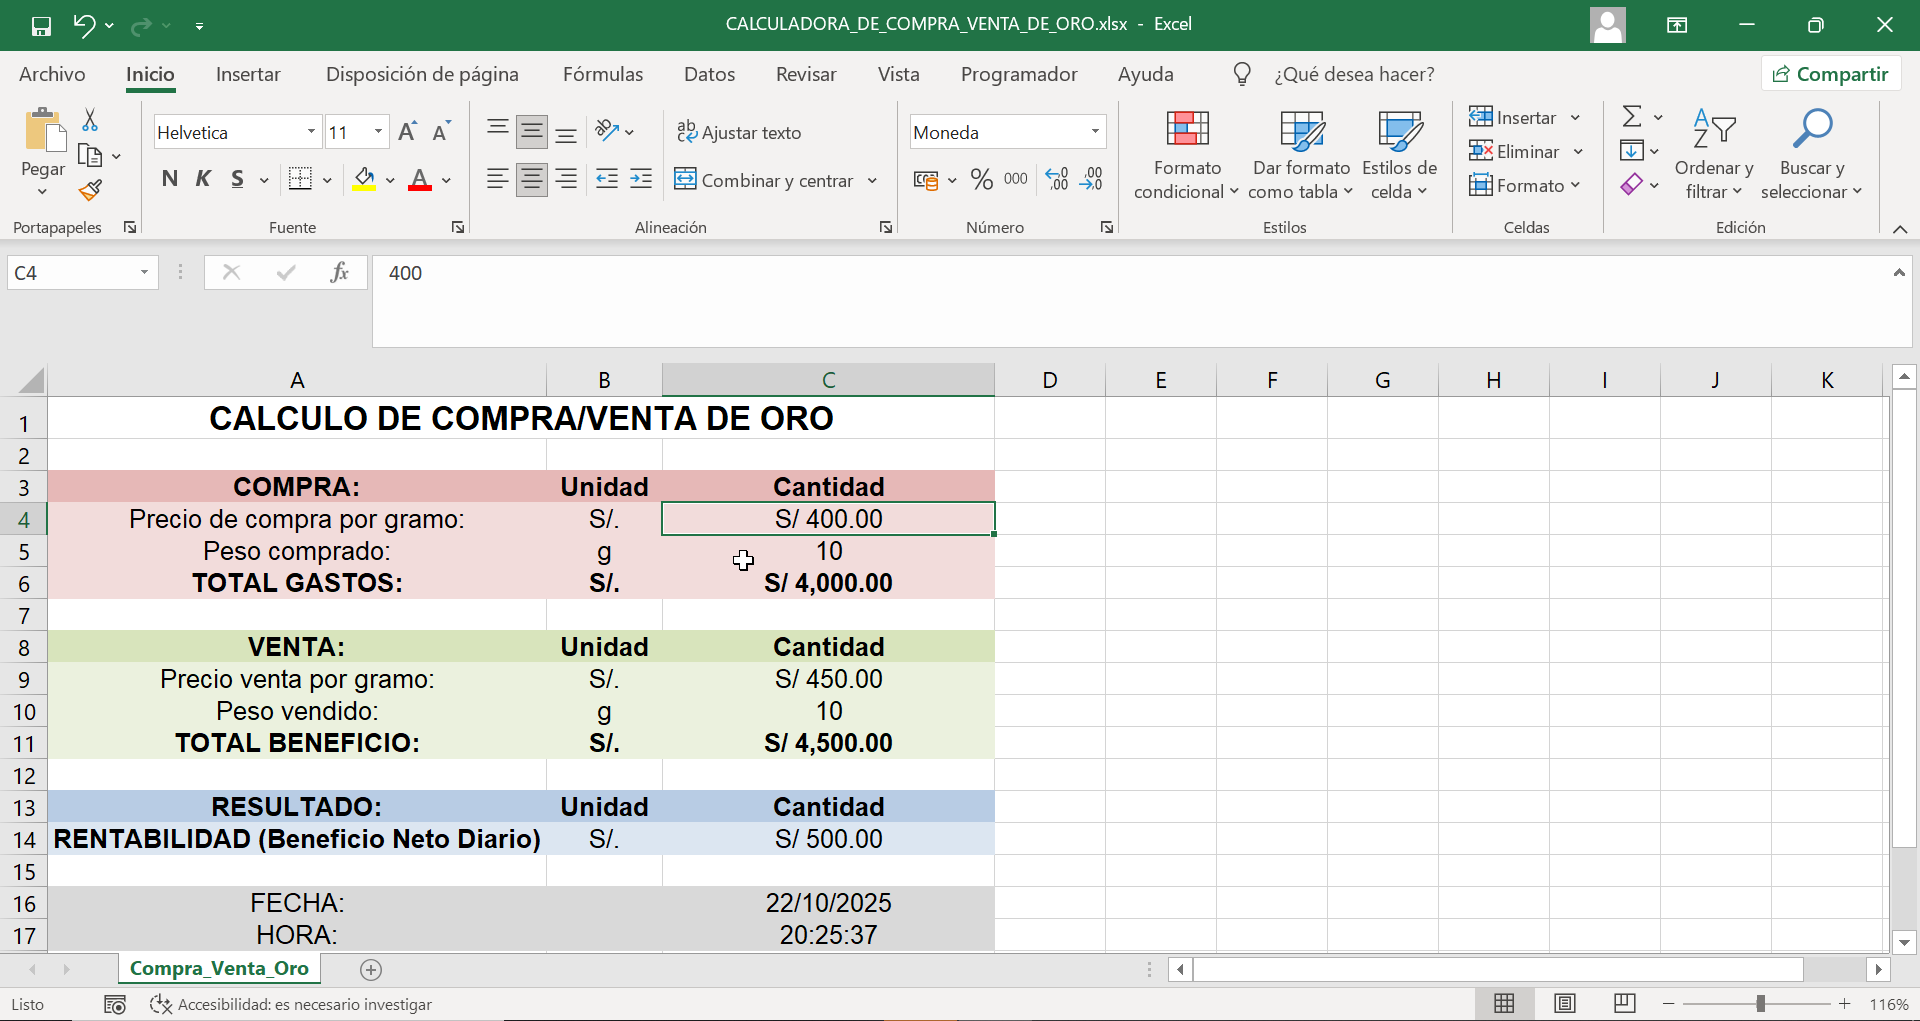 CALCULADORA_DE_COMPRA_VENTA_DE_ORO.xlsx - Excel
Archivo Inicio Insertar Disposición de página Fórmulas Datos Revisar Vista Programador Ayuda ¿Qué desea hacer? Compartir
Pegar
Portapapeles
Helvetica 11
N K S
Fuente
Ajustar texto
Combinar y centrar
Alineación
Moneda
% 000
Número
Formato condicional
Dar formato como tabla
Estilos de celda
Estilos
Insertar
Eliminar
Formato
Celdas
Ordenar y filtrar
Buscar y seleccionar
Edición
C4 fx 400
A B C D E F G H I J K
1 CALCULO DE COMPRA/VENTA DE ORO
2
3 COMPRA: Unidad Cantidad
4 Precio de compra por gramo: S/. S/ 400.00
5 Peso comprado: g 10
6 TOTAL GASTOS: S/. S/ 4,000.00
7
8 VENTA: Unidad Cantidad
9 Precio venta por gramo: S/. S/ 450.00
10 Peso vendido: g 10
11 TOTAL BENEFICIO: S/. S/ 4,500.00
12
13 RESULTADO: Unidad Cantidad
14 RENTABILIDAD (Beneficio Neto Diario) S/. S/ 500.00
15
16 FECHA: 22/10/2025
17 HORA: 20:25:37
Compra_Venta_Oro
Listo Accesibilidad: es necesario investigar 116%